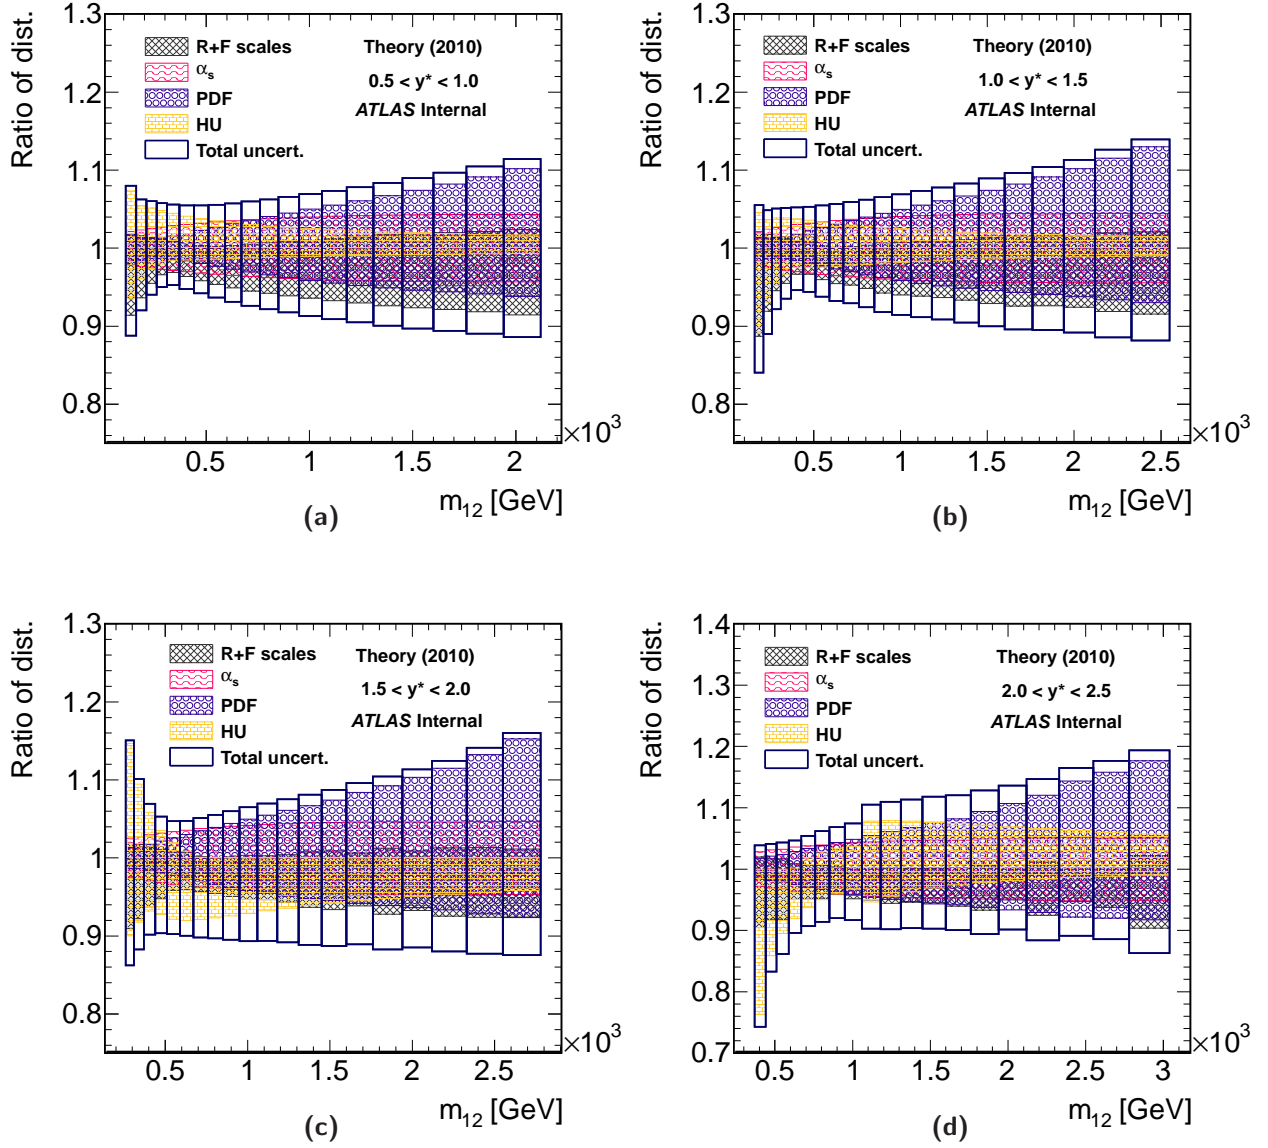 Ratio of dist.
1.3
1.2
1.1
1
0.9
0.8
R+F scales
αs
PDF
HU
Total uncert.
Theory (2010)
0.5 < y* < 1.0
ATLAS Internal
0.5 1 1.5 2
×10³
m₁₂ [GeV]
(a)
Ratio of dist.
1.3
1.2
1.1
1
0.9
0.8
R+F scales
αs
PDF
HU
Total uncert.
Theory (2010)
1.0 < y* < 1.5
ATLAS Internal
0.5 1 1.5 2 2.5
×10³
m₁₂ [GeV]
(b)
Ratio of dist.
1.3
1.2
1.1
1
0.9
0.8
R+F scales
αs
PDF
HU
Total uncert.
Theory (2010)
1.5 < y* < 2.0
ATLAS Internal
0.5 1 1.5 2 2.5
×10³
m₁₂ [GeV]
(c)
Ratio of dist.
1.4
1.3
1.2
1.1
1
0.9
0.8
0.7
R+F scales
αs
PDF
HU
Total uncert.
Theory (2010)
2.0 < y* < 2.5
ATLAS Internal
0.5 1 1.5 2 2.5 3
×10³
m₁₂ [GeV]
(d)